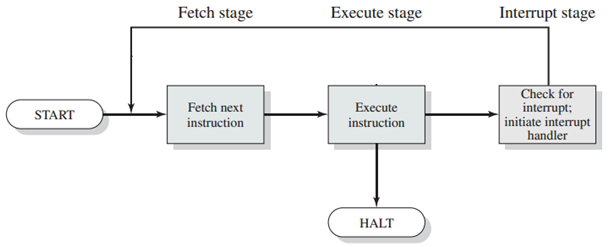 Fetch stage
Execute stage
Interrupt stage
START
Fetch next
instruction
Execute
instruction
Check for
interrupt;
initiate interrupt
handler
HALT